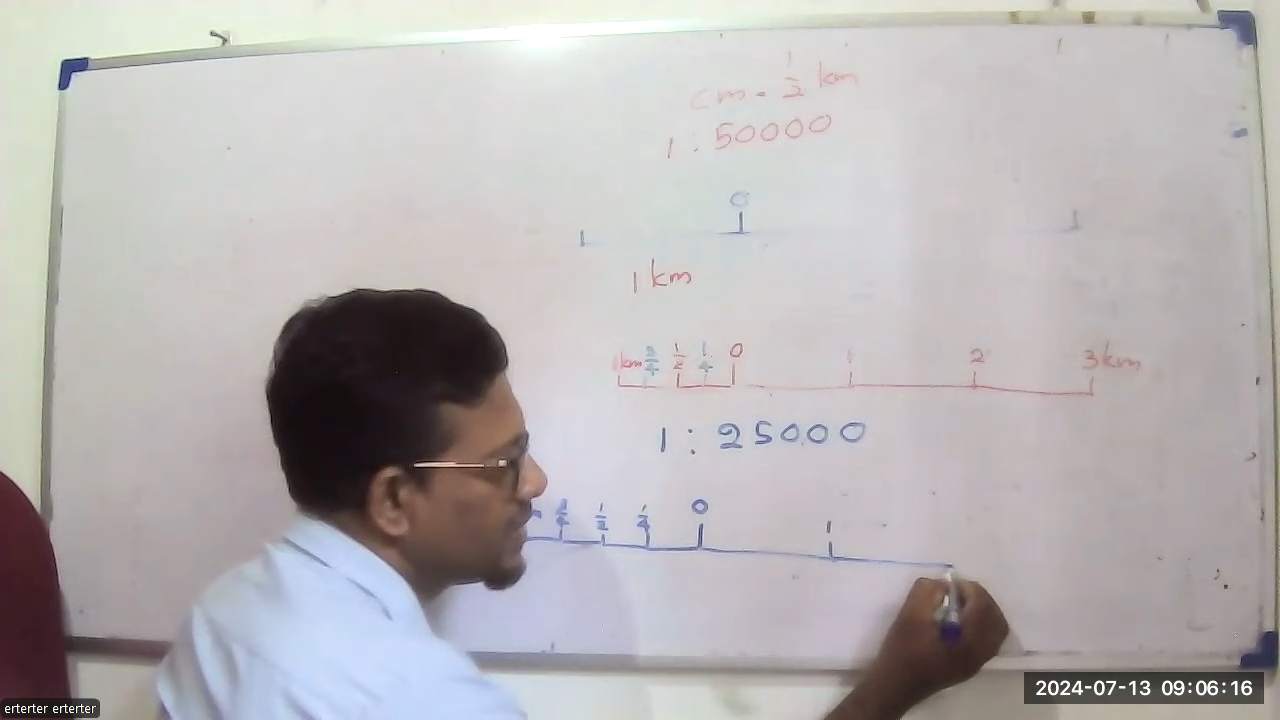 cm = 1/2 km
1 : 50000
0
1 km
1km 3/4 1/2 1/4 0 1 2 3km
1 : 25000
3/4 1/2 1/4 0 1
erterter erterter
2024-07-13 09:06:16